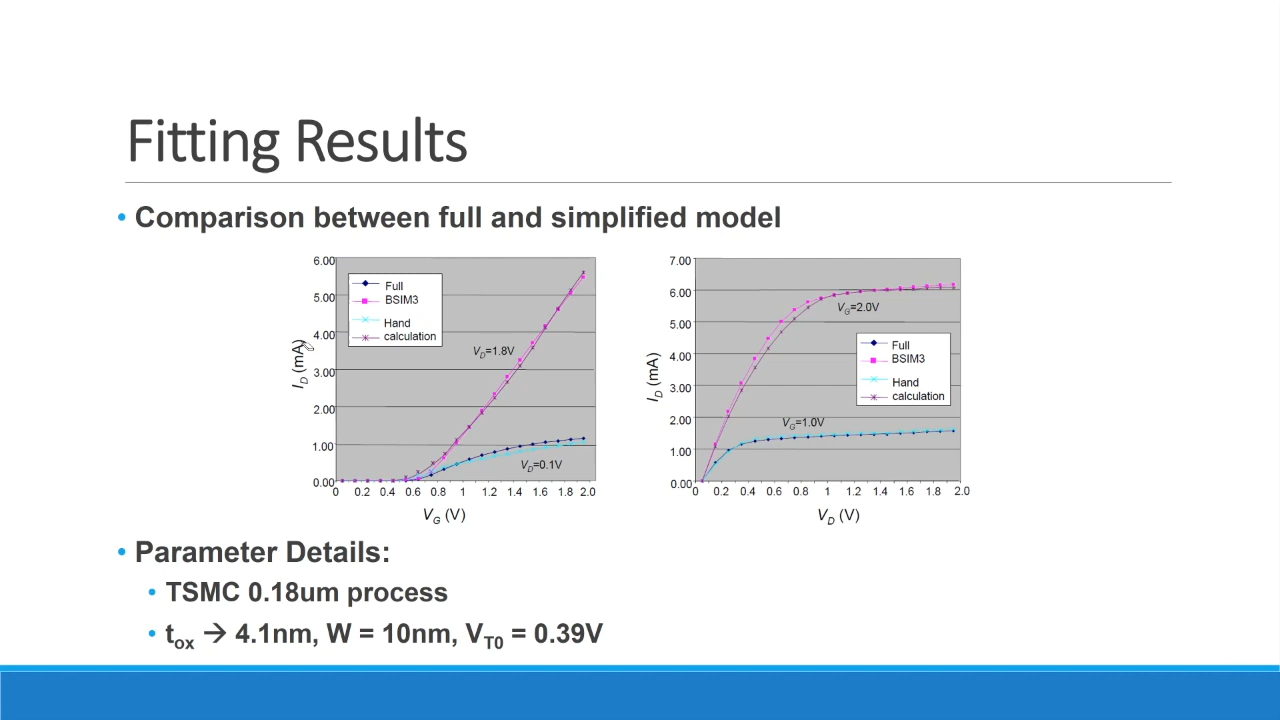 Fitting Results
• Comparison between full and simplified model
6.00
5.00
4.00
3.00
2.00
1.00
0.00
I_D (mA)
Full
BSIM3
Hand
calculation
V_D=1.8V
V_D=0.1V
0 0.2 0.4 0.6 0.8 1 1.2 1.4 1.6 1.8 2.0
V_G (V)
7.00
6.00
5.00
4.00
3.00
2.00
1.00
0.00
I_D (mA)
V_G=2.0V
Full
BSIM3
Hand
calculation
V_G=1.0V
0 0.2 0.4 0.6 0.8 1 1.2 1.4 1.6 1.8 2.0
V_D (V)
• Parameter Details:
• TSMC 0.18um process
• t_ox → 4.1nm, W = 10nm, V_T0 = 0.39V